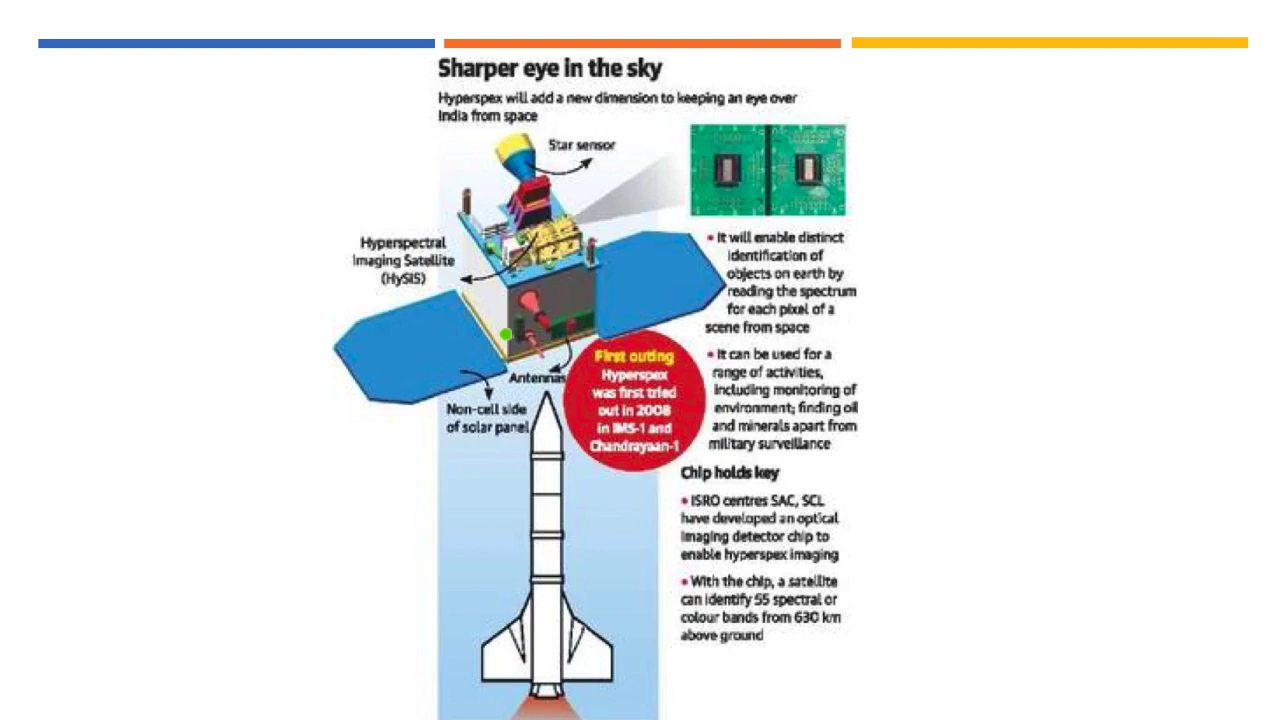 Sharper eye in the sky
Hyperspex will add a new dimension to keeping an eye over
India from space
Star sensor
Hyperspectral
Imaging Satellite
(HySIS)
• It will enable distinct
identification of
objects on earth by
reading the spectrum
for each pixel of a
scene from space
First outing
Hyperspex
was first tried
out in 2008
in IMS-1 and
Chandrayaan-1
Antennas
Non-cell side
of solar panel
• It can be used for a
range of activities,
including monitoring of
environment; finding oil
and minerals apart from
military surveillance
Chip holds key
• ISRO centres SAC, SCL
have developed an optical
imaging detector chip to
enable hyperspex imaging
• With the chip, a satellite
can identify 55 spectral or
colour bands from 630 km
above ground